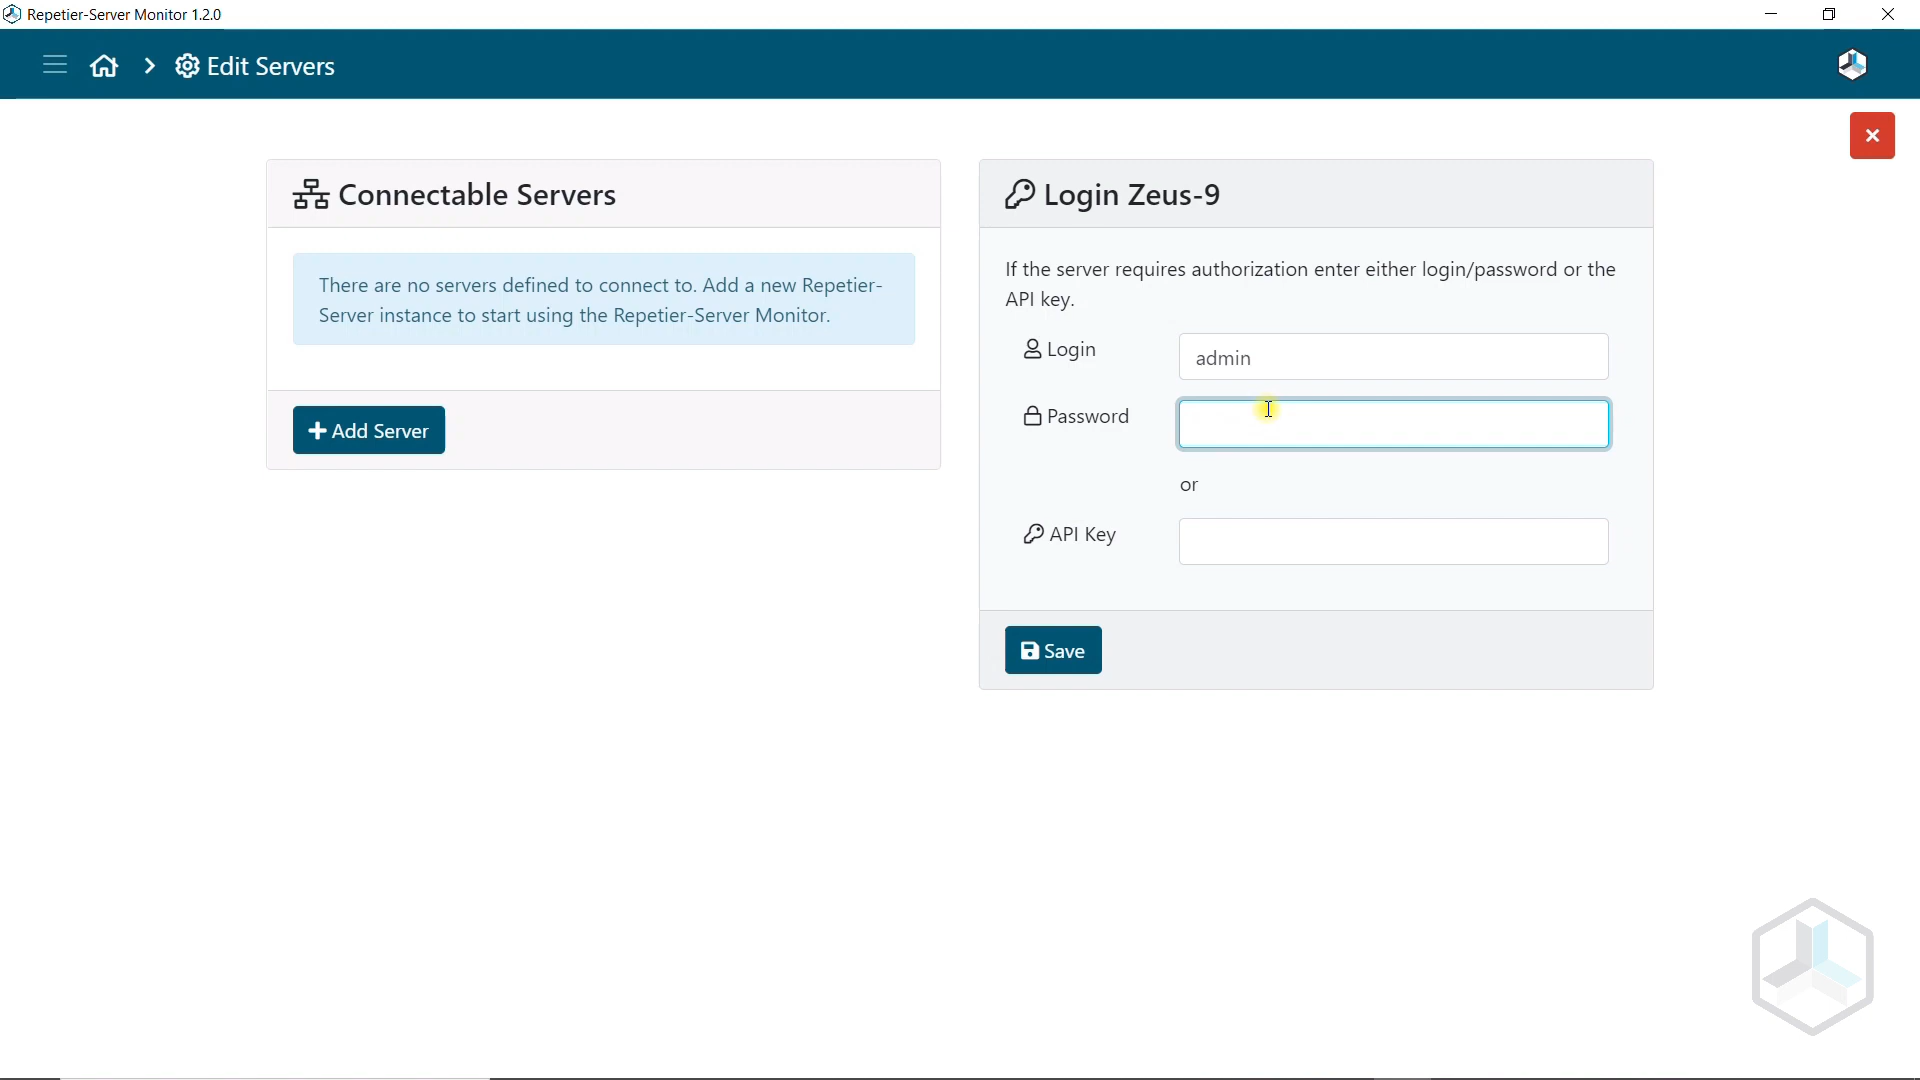 Repetier-Server Monitor 1.2.0
Edit Servers
Connectable Servers
There are no servers defined to connect to. Add a new Repetier-
Server instance to start using the Repetier-Server Monitor.
Add Server
Login Zeus-9
If the server requires authorization enter either login/password or the
API key.
Login
admin
Password
or
API Key
Save